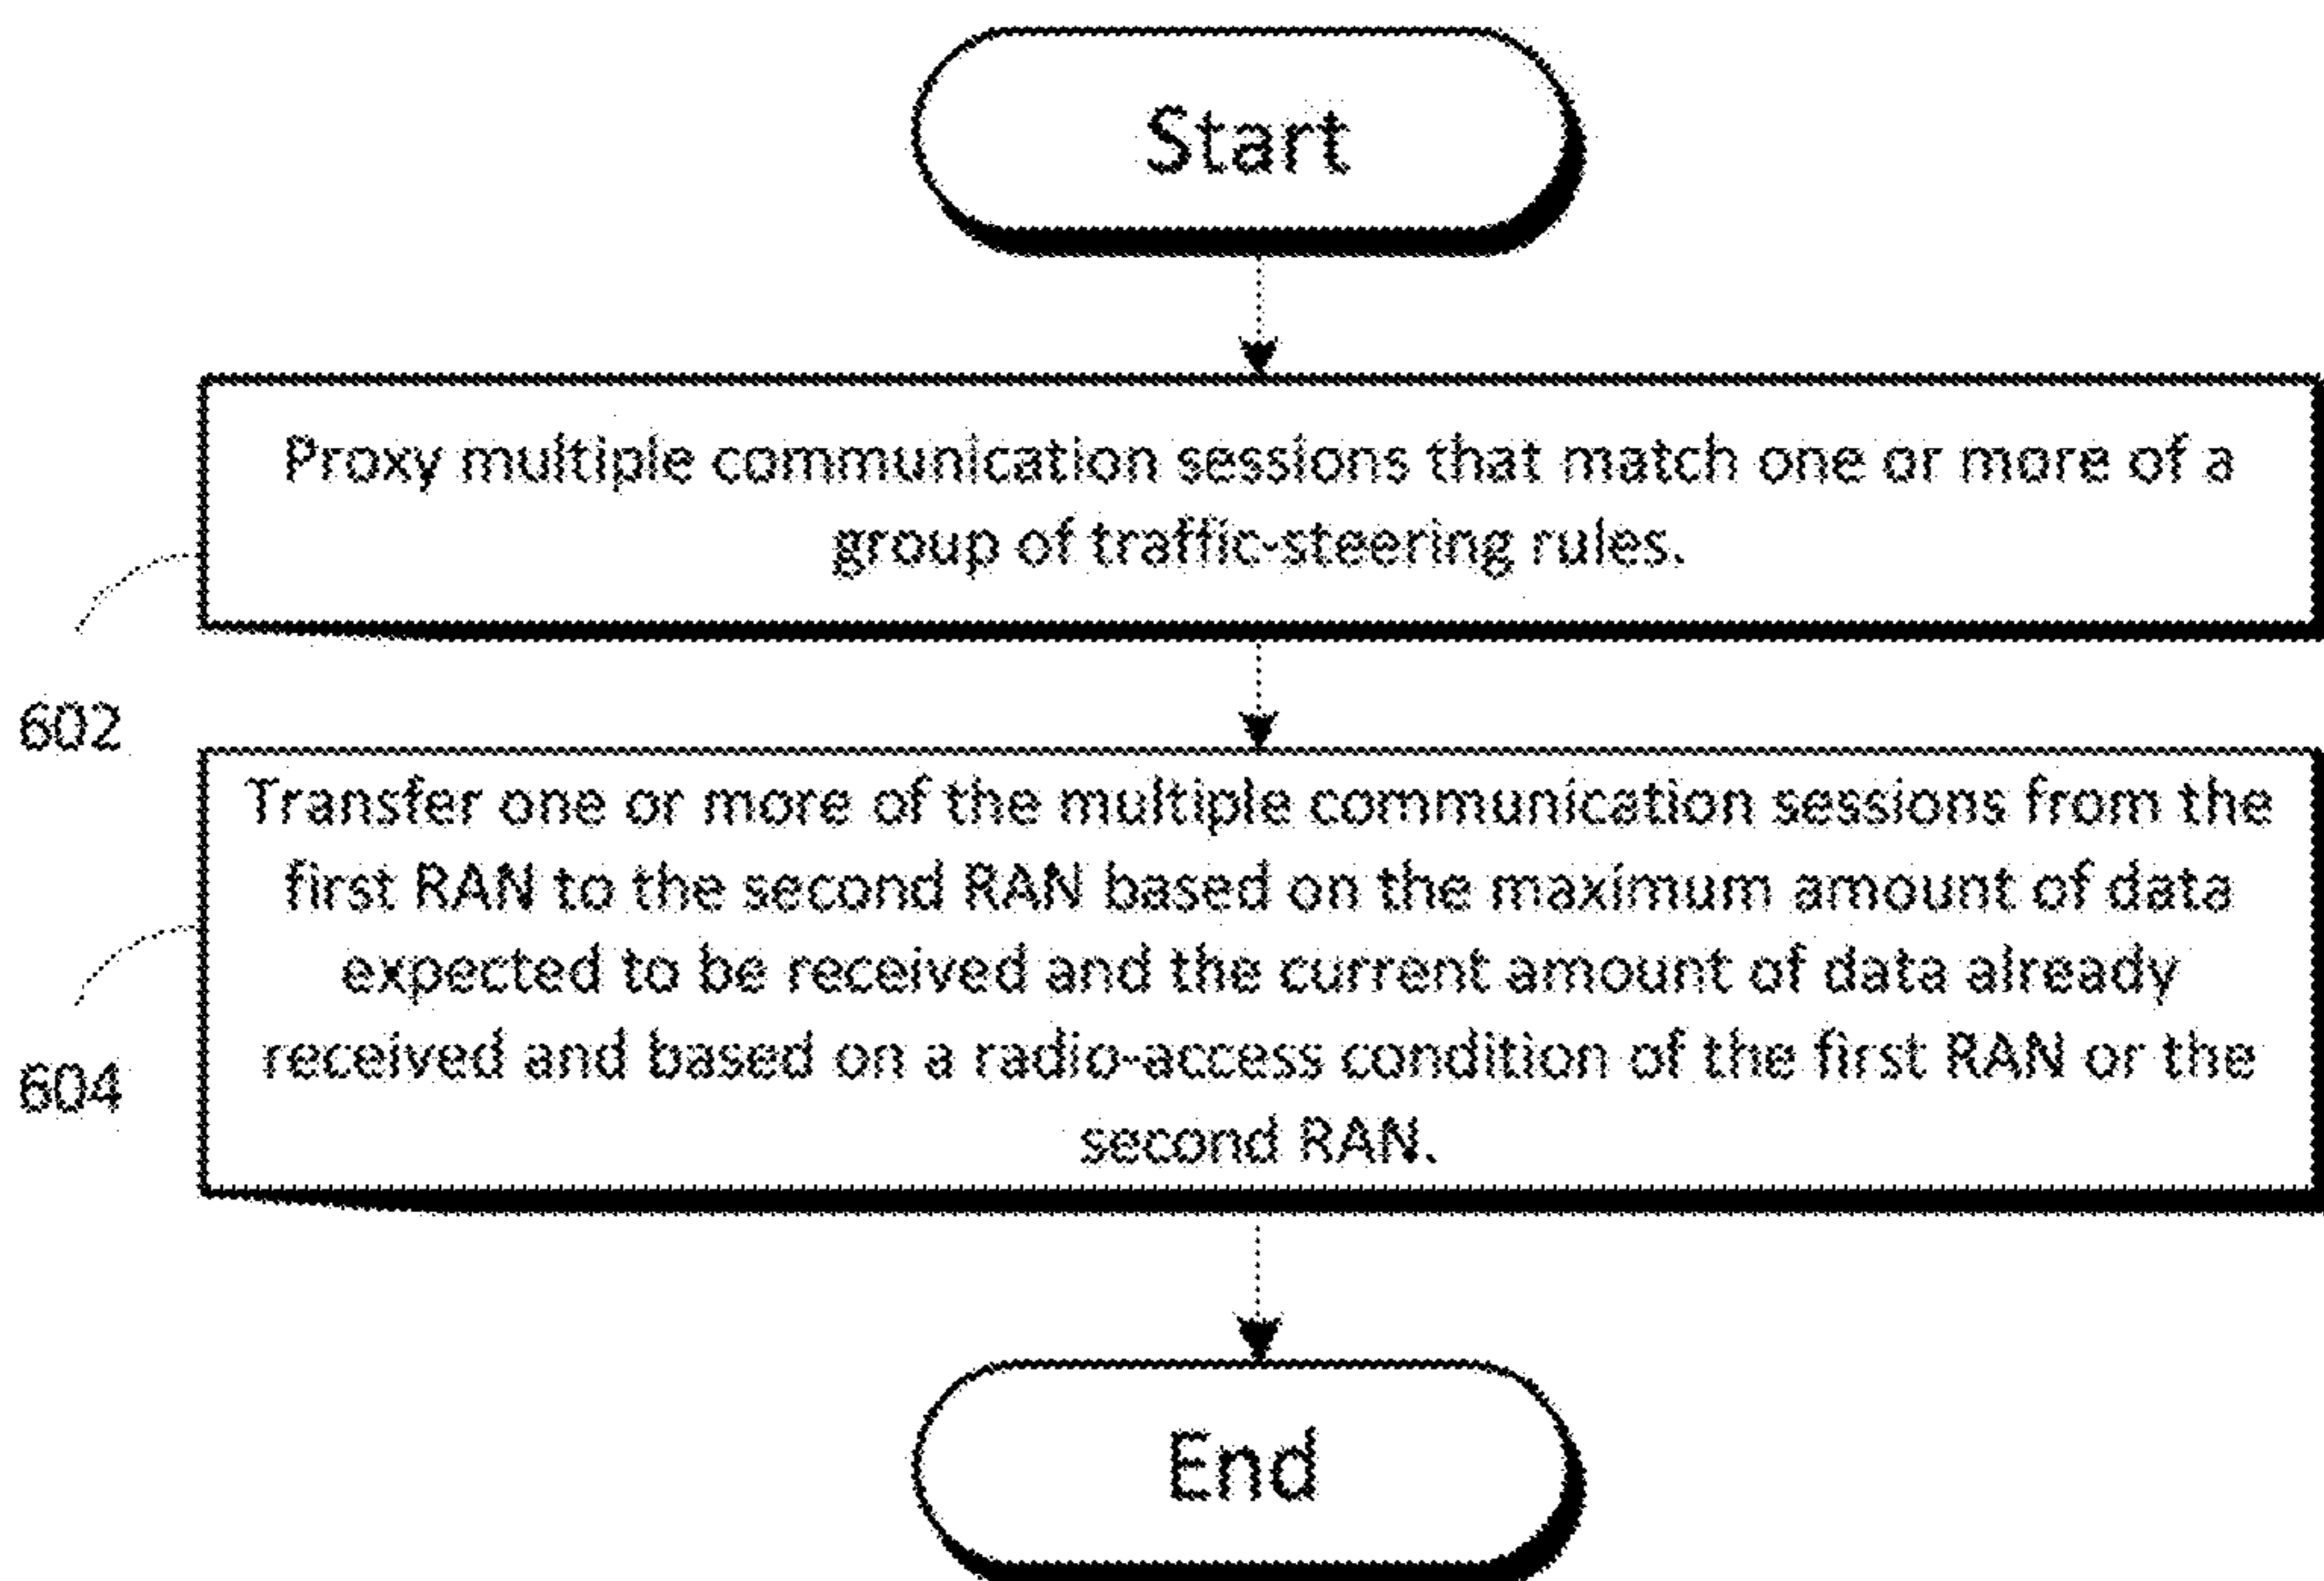 Start
Proxy multiple communication sessions that match one or more of a
group of traffic-steering rules.
602
Transfer one or more of the multiple communication sessions from the
first RAN to the second RAN based on the maximum amount of data
expected to be received and the current amount of data already
received and based on a radio-access condition of the first RAN or the
second RAN.
604
End